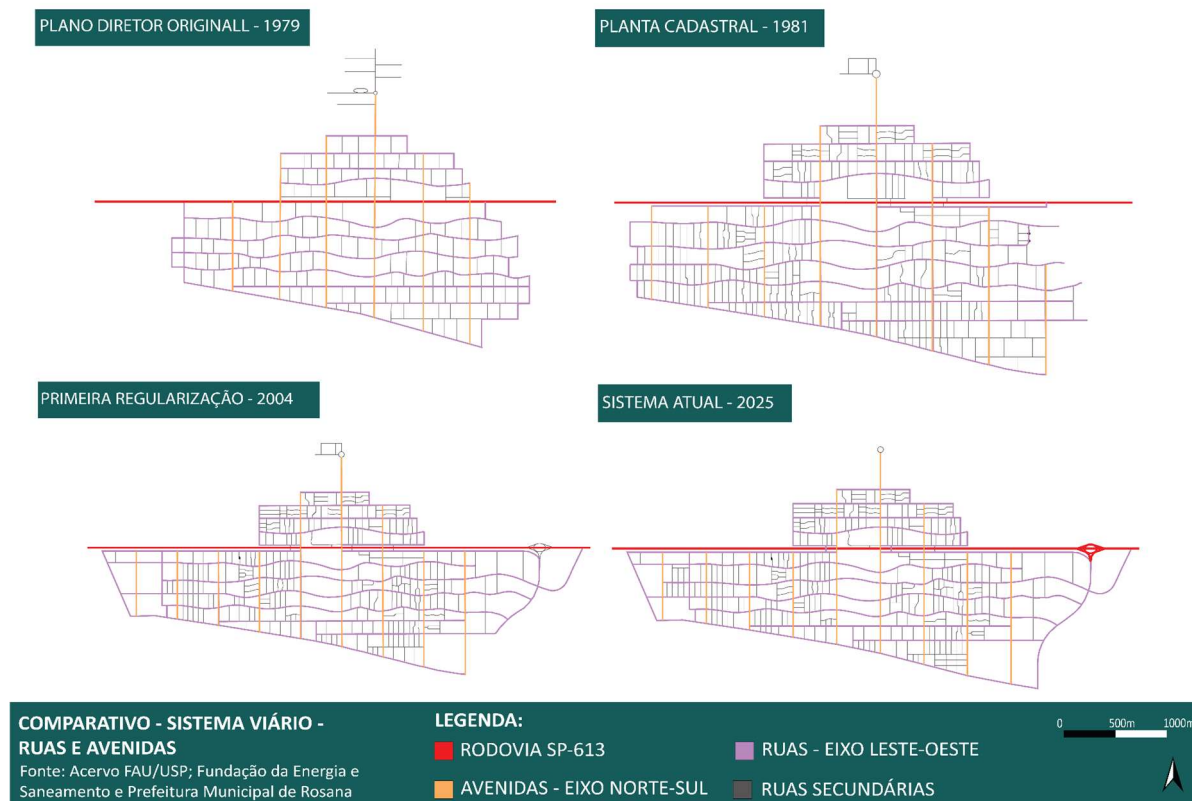 PLANO DIRETOR ORIGINALL - 1979
PLANTA CADASTRAL - 1981
PRIMEIRA REGULARIZAÇÃO - 2004
SISTEMA ATUAL - 2025
COMPARATIVO - SISTEMA VIÁRIO -
RUAS E AVENIDAS
Fonte: Acervo FAU/USP; Fundação da Energia e
Saneamento e Prefeitura Municipal de Rosana
LEGENDA:
RODOVIA SP-613
AVENIDAS - EIXO NORTE-SUL
RUAS - EIXO LESTE-OESTE
RUAS SECUNDÁRIAS
0 500m 1000m